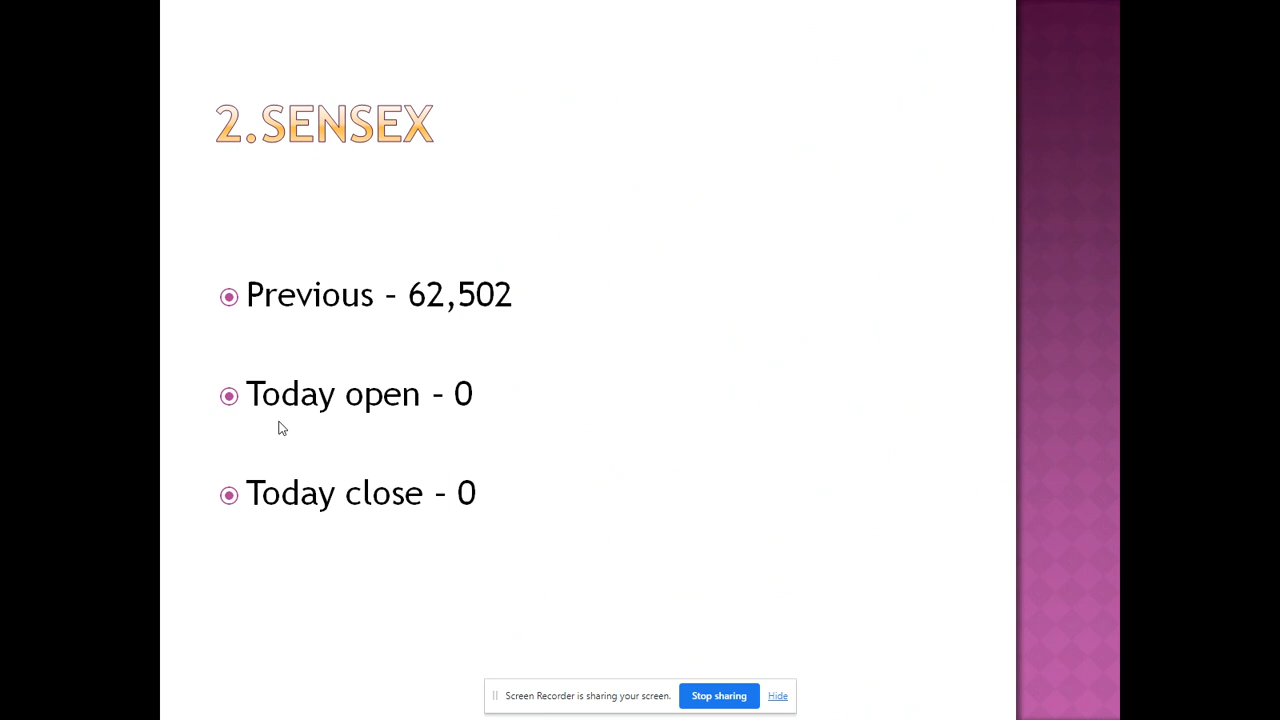 2.SENSEX
Previous - 62,502
Today open - 0
Today close - 0
Screen Recorder is sharing your screen. Stop sharing Hide